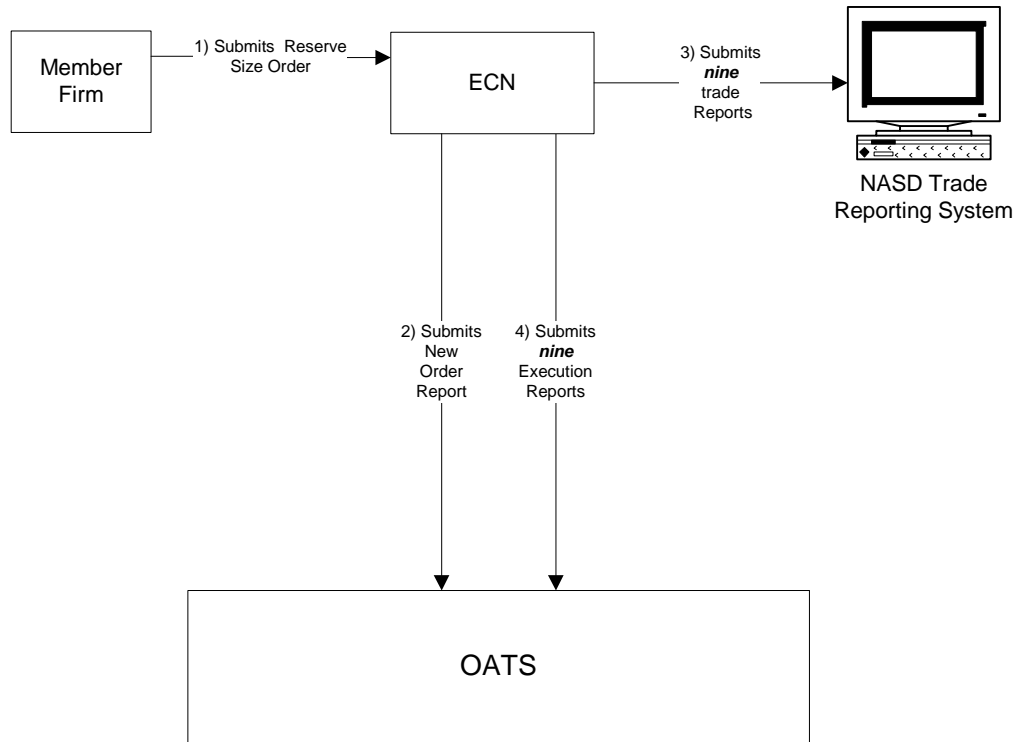 Member
Firm
1) Submits Reserve
Size Order
ECN
3) Submits
nine
trade
Reports
NASD Trade
Reporting System
2) Submits
New
Order
Report
4) Submits
nine
Execution
Reports
OATS